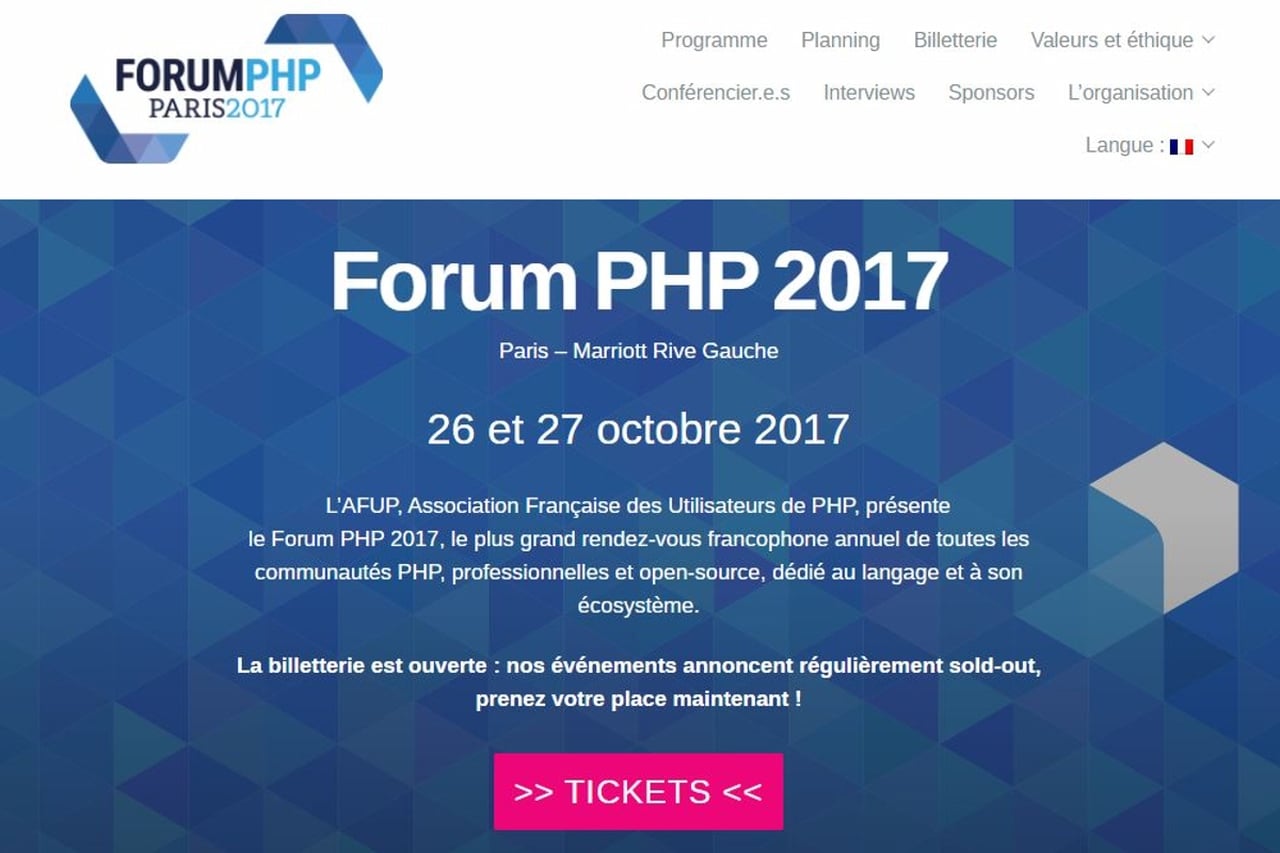 FORUMPHP
PARIS2017
Programme Planning Billetterie Valeurs et éthique
Conférencier.e.s Interviews Sponsors L’organisation
Langue :
Forum PHP 2017
Paris – Marriott Rive Gauche
26 et 27 octobre 2017
L’AFUP, Association Française des Utilisateurs de PHP, présente
le Forum PHP 2017, le plus grand rendez-vous francophone annuel de toutes les
communautés PHP, professionnelles et open-source, dédié au langage et à son
écosystème.
La billetterie est ouverte : nos événements annoncent régulièrement sold-out,
prenez votre place maintenant !
>> TICKETS <<